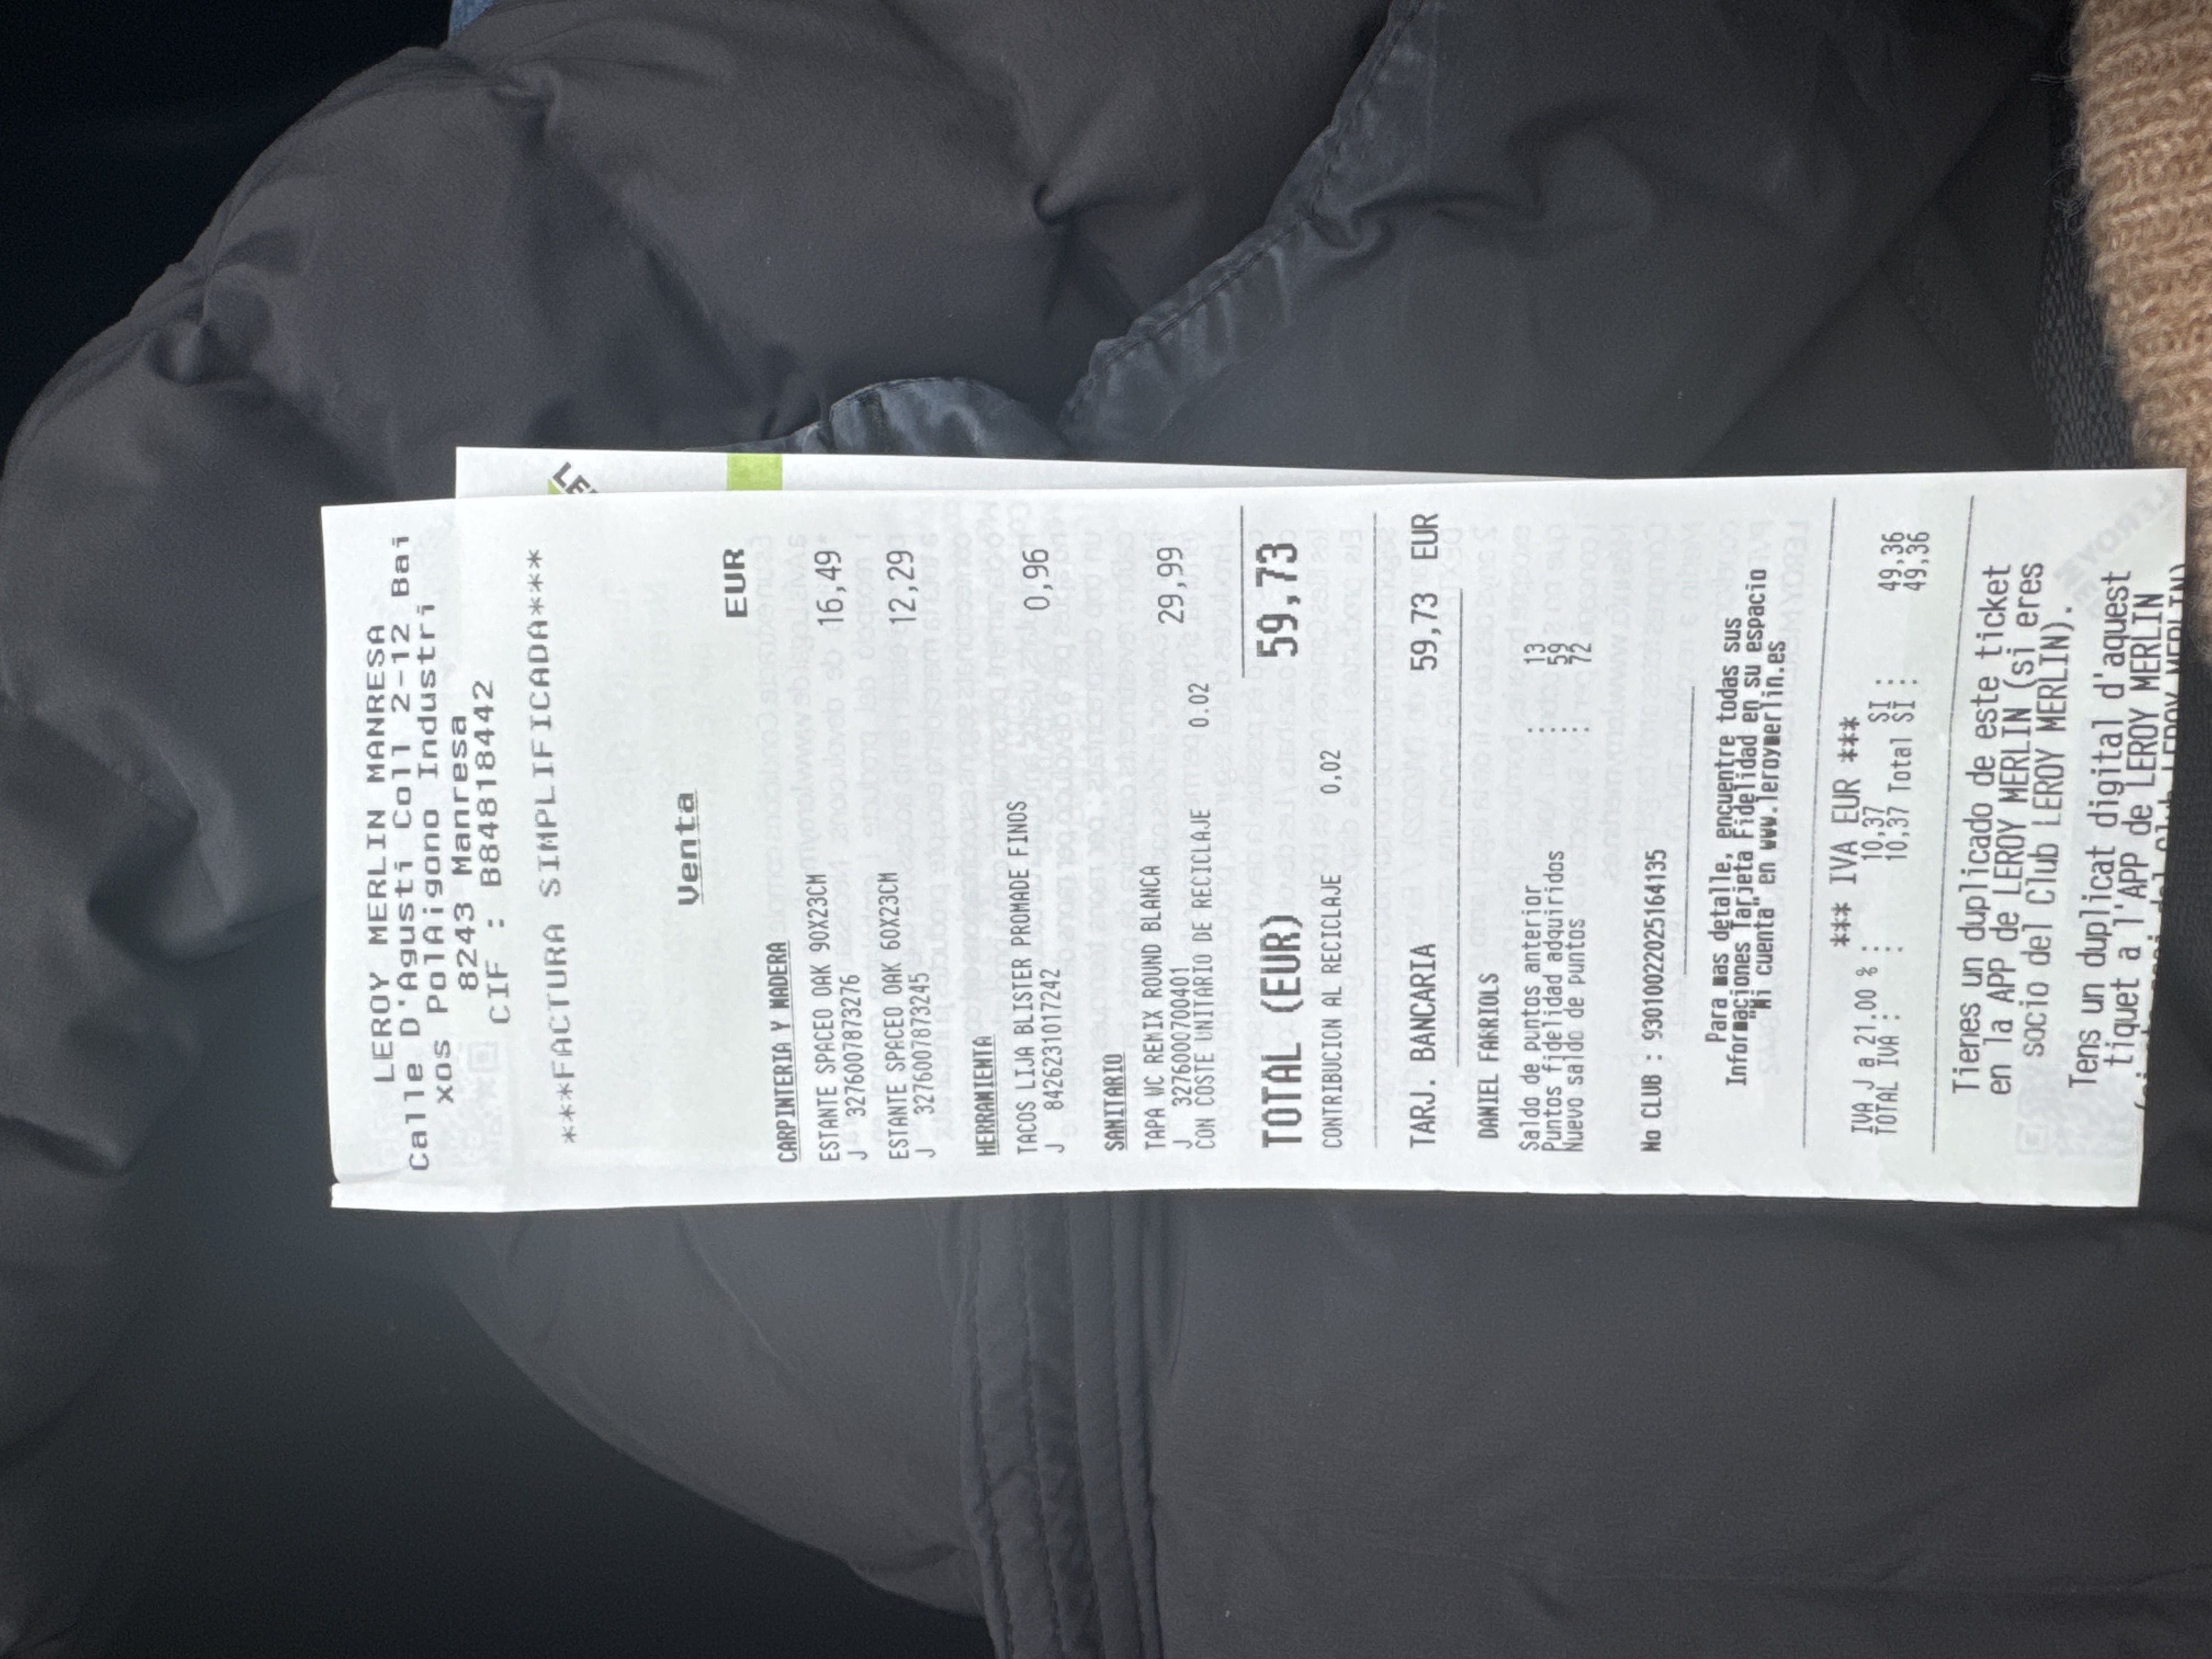 LEROY MERLIN MANRESA
Calle D'Agusti Coll 2-12 Bai
xos PolAigono Industri
8243 Manresa
CIF : B84818442
***FACTURA SIMPLIFICADA***
Venta
EUR
CARPINTERIA Y MADERA
ESTANTE SPACEO OAK 90X23CM 16,49
J 3276007873276
ESTANTE SPACEO OAK 60X23CM 12,29
J 3276007873245
HERRAMIENTA
TACOS LIJA BLISTER PROMADE FINOS 0,96
J 8426231017242
SANITARIO
TAPA WC REMIX ROUND BLANCA 29,99
J 3276000700401
CON COSTE UNITARIO DE RECICLAJE 0.02
TOTAL (EUR) 59,73
CONTRIBUCION AL RECICLAJE 0,02
TARJ. BANCARIA 59,73 EUR
DANIEL FARRIOLS
Saldo de puntos anterior : 13
Puntos fidelidad adquiridos : 59
Nuevo saldo de puntos : 72
No CLUB : 93010022025164135
Para mas detalle, encuentre todas sus
Informaciones Tarjeta Fidelidad en su espacio
"Mi cuenta" en www.leroymerlin.es
*** IVA EUR ***
IVA J a 21.00 % : 10,37 SI : 49,36
TOTAL IVA : : 10,37 Total SI : 49,36
Tienes un duplicado de este ticket
en la APP de LEROY MERLIN (si eres
socio del Club LEROY MERLIN).
Tens un duplicat digital d'aquest
tiquet a l'APP de LEROY MERLIN
del Club LEROY MERLIN)
LE